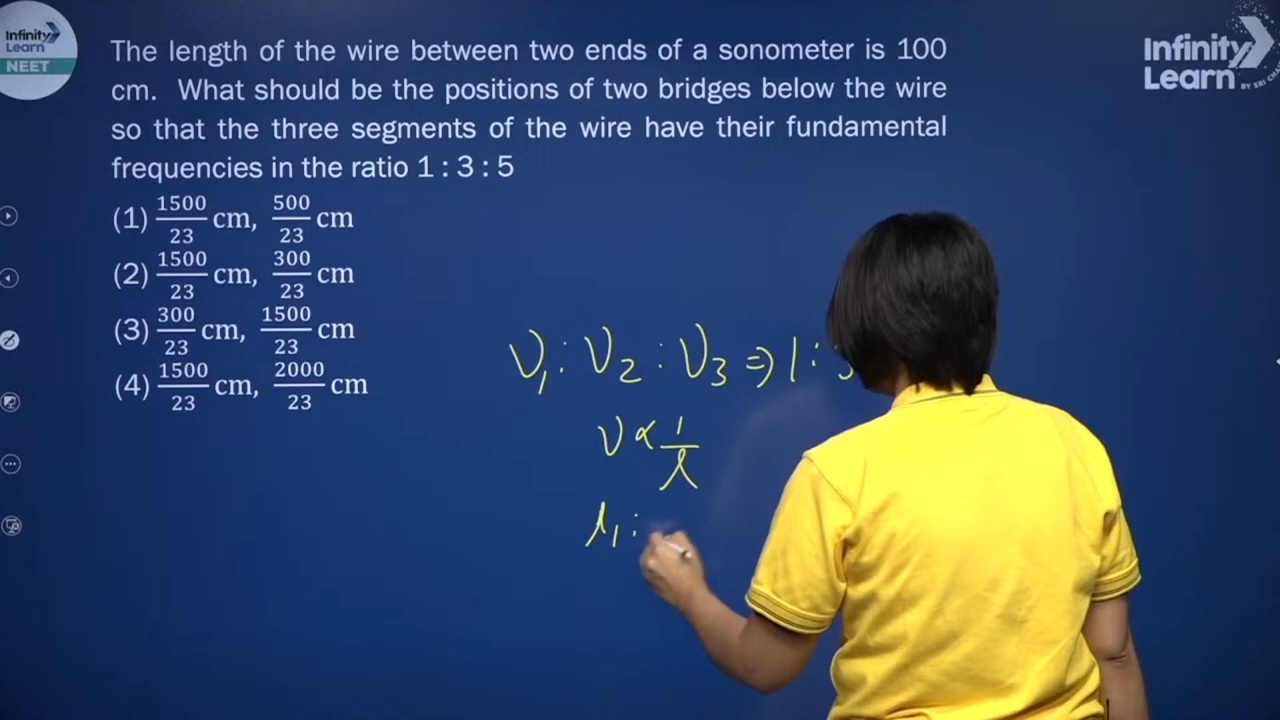 Infinity
Learn
NEET
The length of the wire between two ends of a sonometer is 100
cm. What should be the positions of two bridges below the wire
so that the three segments of the wire have their fundamental
frequencies in the ratio 1 : 3 : 5
(1) 1500/23 cm, 500/23 cm
(2) 1500/23 cm, 300/23 cm
(3) 300/23 cm, 1500/23 cm
(4) 1500/23 cm, 2000/23 cm
Infinity
Learn
ν₁ : ν₂ : ν₃ ⇒ 1 :
ν ∝ 1/l
l₁ :